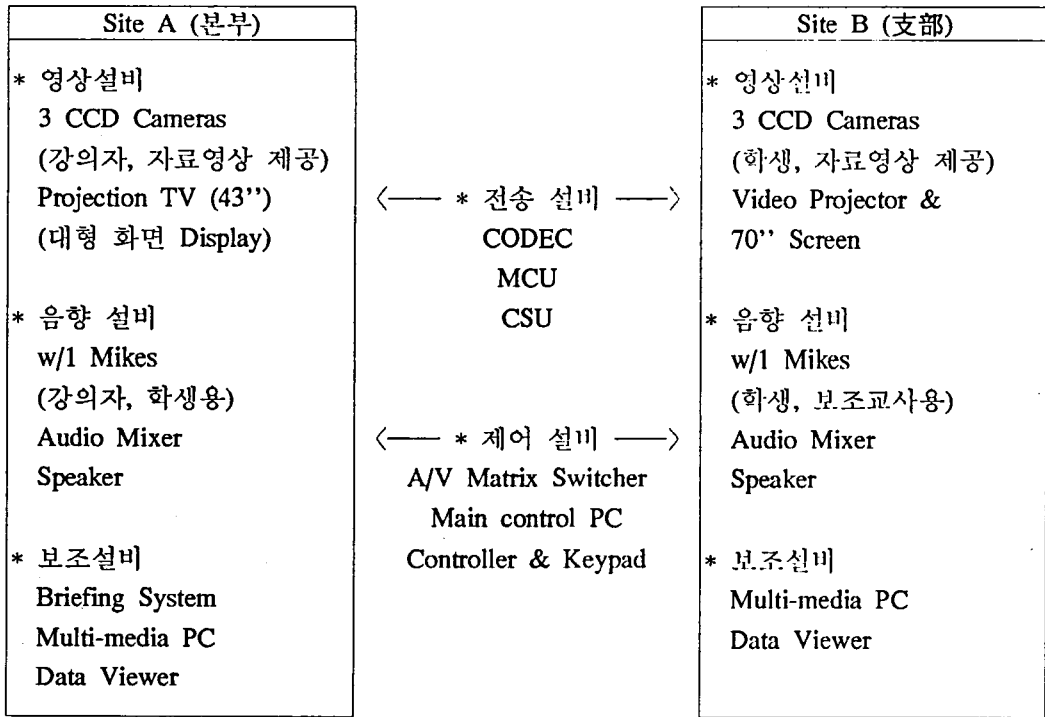 Site A (본부)
* 영상설비
3 CCD Cameras
(강의자, 자료영상 제공)
Projection TV (43’’)
(대형 화면 Display)
* 음향 설비
w/1 Mikes
(강의자, 학생용)
Audio Mixer
Speaker
* 보조설비
Briefing System
Multi-media PC
Data Viewer
〈── * 전송 설비 ──〉
CODEC
MCU
CSU
〈── * 제어 설비 ──〉
A/V Matrix Switcher
Main control PC
Controller & Keypad
Site B (支部)
* 영상설비
3 CCD Cameras
(학생, 자료영상 제공)
Video Projector &
70’’ Screen
* 음향 설비
w/1 Mikes
(학생, 보조교사용)
Audio Mixer
Speaker
* 보조설비
Multi-media PC
Data Viewer